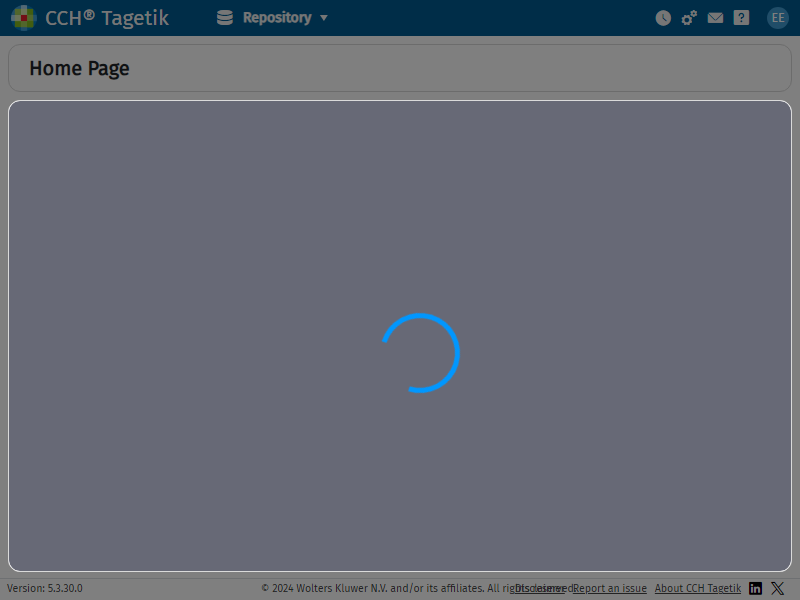 CCH® Tagetik
Repository
?
EE
Home Page
Version: 5.3.30.0
© 2024 Wolters Kluwer N.V. and/or its affiliates. All rights reserved.
Disclaimer
Report an issue
About CCH Tagetik